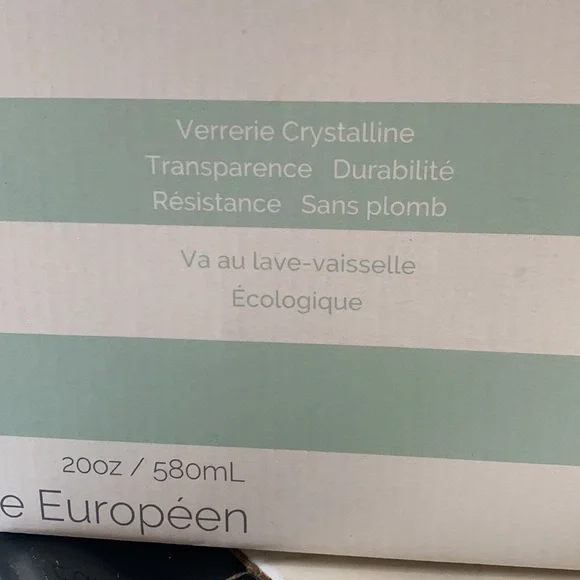 Verrerie Crystalline
Transparence Durabilité
Résistance Sans plomb
Va au lave-vaisselle
Écologique
20oz / 580mL
e Européen